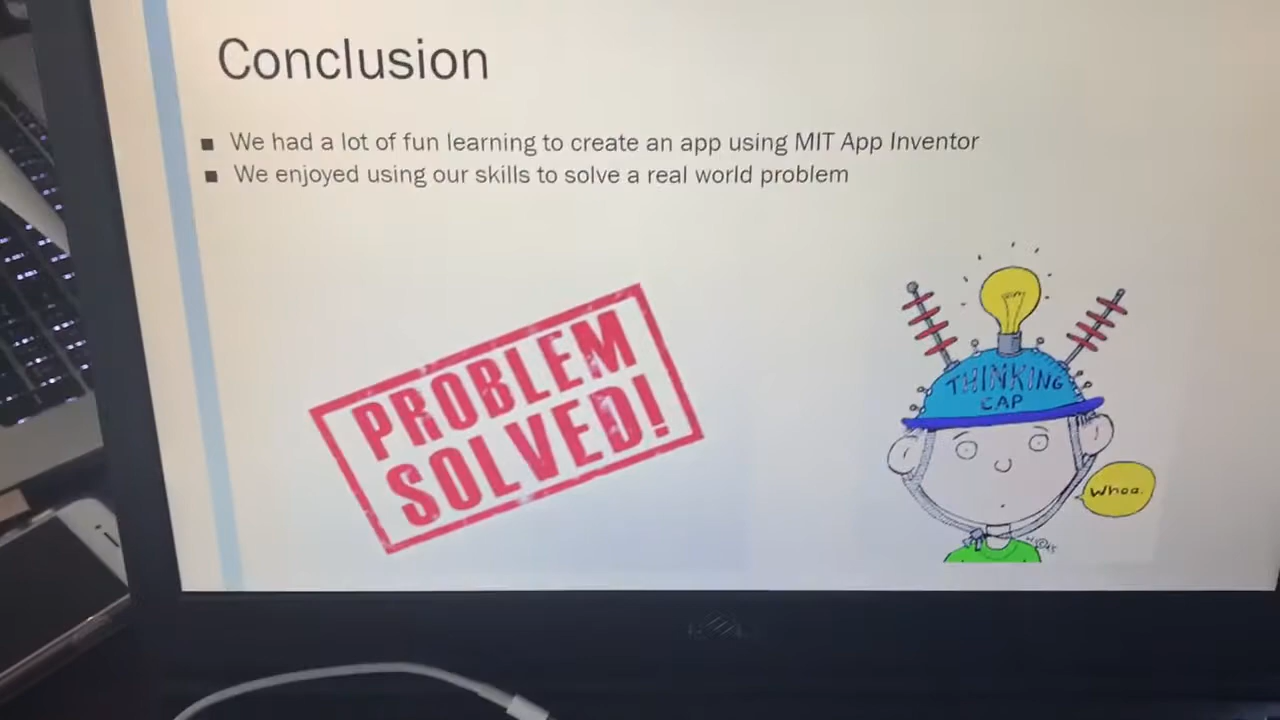 Conclusion
We had a lot of fun learning to create an app using MIT App Inventor
We enjoyed using our skills to solve a real world problem
PROBLEM
SOLVED!
THINKING
CAP
Whoa.